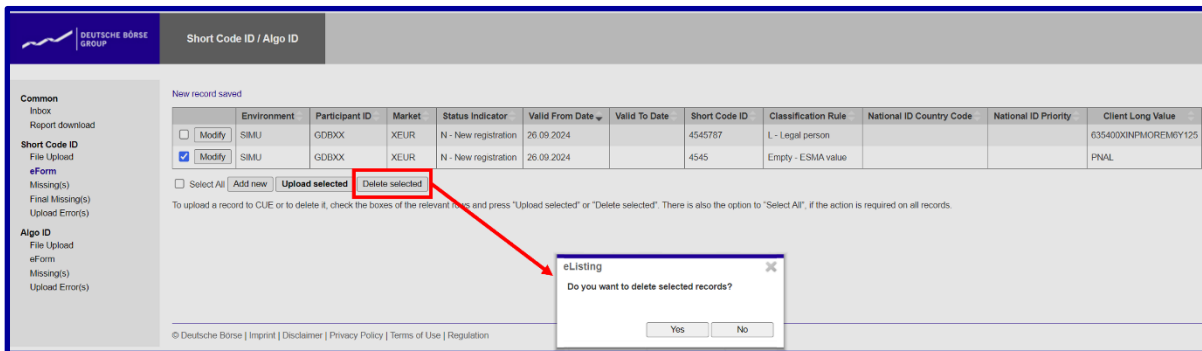 DEUTSCHE BÖRSE
GROUP
Short Code ID / Algo ID
Common
Inbox
Report download
Short Code ID
File Upload
eForm
Missing(s)
Final Missing(s)
Upload Error(s)
Algo ID
File Upload
eForm
Missing(s)
Upload Error(s)
New record saved
Environment Participant ID Market Status Indicator Valid From Date Valid To Date Short Code ID Classification Rule National ID Country Code National ID Priority Client Long Value
Modify SIMU GDBXX XEUR N - New registration 26.09.2024 4545787 L - Legal person 635400XINPMOREM6Y125
Modify SIMU GDBXX XEUR N - New registration 26.09.2024 4545 Empty - ESMA value PNAL
Select All Add new Upload selected Delete selected
To upload a record to CUE or to delete it, check the boxes of the relevant rows and press "Upload selected" or "Delete selected". There is also the option to "Select All", if the action is required on all records.
eListing
Do you want to delete selected records?
Yes No
© Deutsche Börse | Imprint | Disclaimer | Privacy Policy | Terms of Use | Regulation